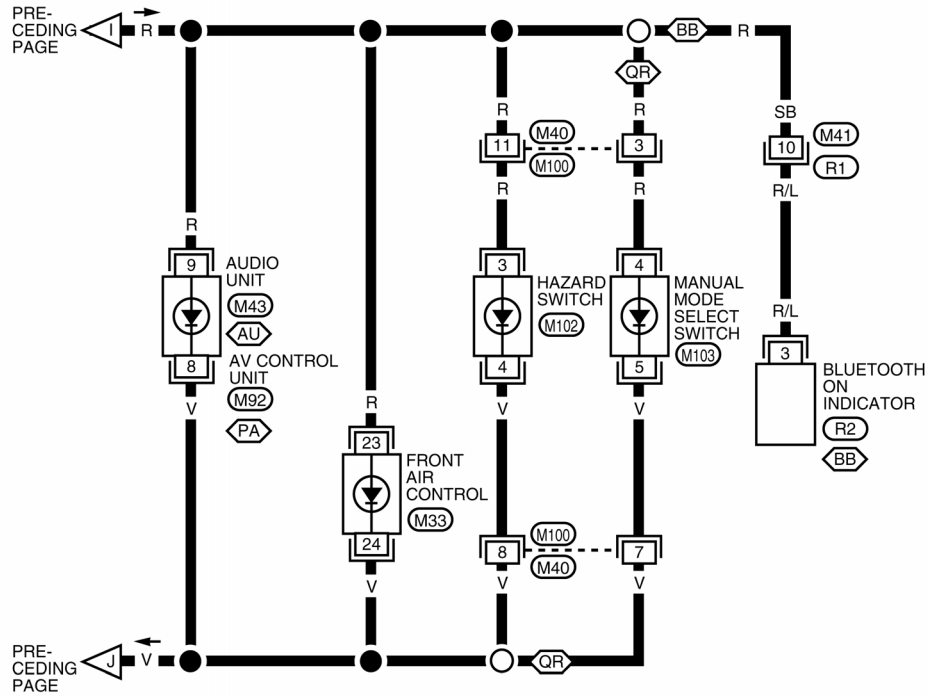 PRE-
CEDING
PAGE
I
R
BB
R
QR
R
R
SB
11
M40
M100
3
10
M41
R1
R
R
R/L
R
9
AUDIO
UNIT
M43
AU
8
AV CONTROL
UNIT
M92
PA
V
3
HAZARD
SWITCH
M102
4
V
4
MANUAL
MODE
SELECT
SWITCH
M103
5
V
R/L
3
BLUETOOTH
ON
INDICATOR
R2
BB
R
23
FRONT
AIR
CONTROL
M33
24
V
8
M100
M40
7
V
V
PRE-
CEDING
PAGE
J
V
QR